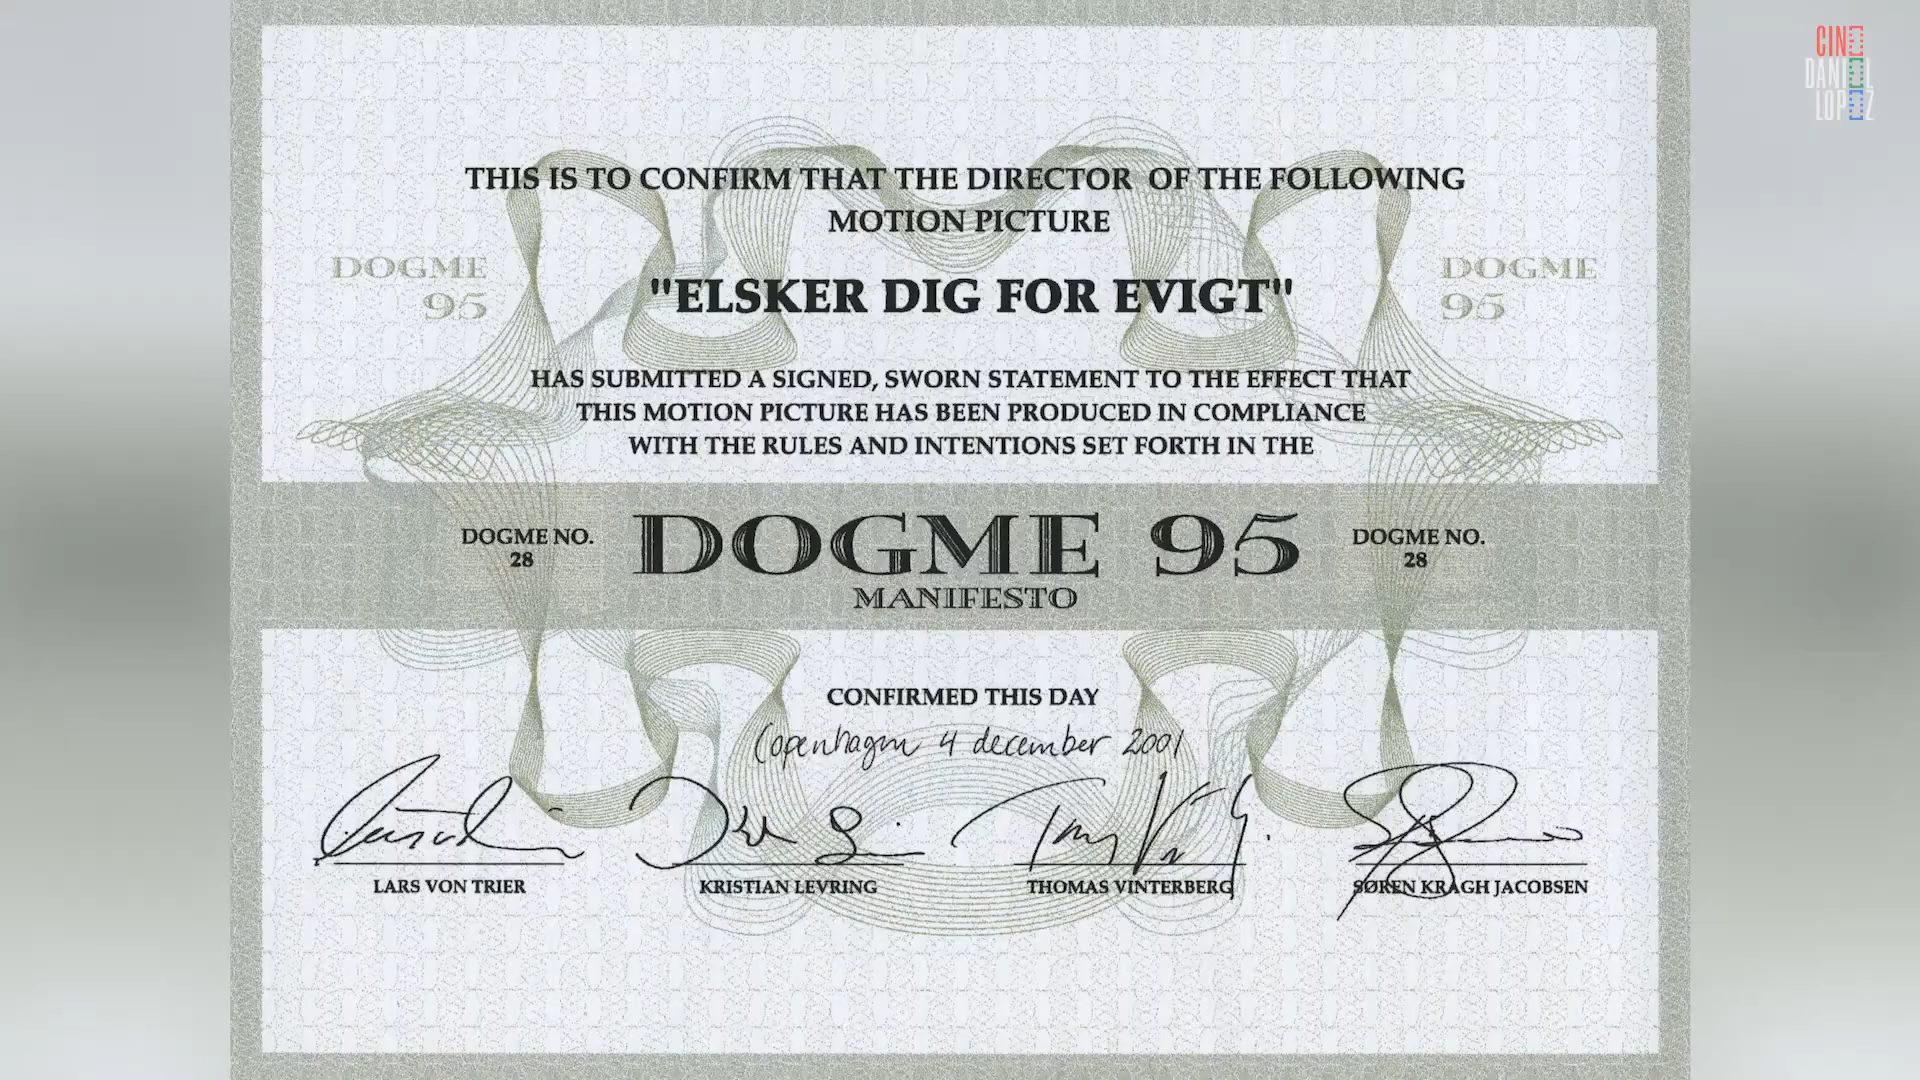 CINE
DANIEL
LOPEZ
THIS IS TO CONFIRM THAT THE DIRECTOR OF THE FOLLOWING
MOTION PICTURE
DOGME
95
"ELSKER DIG FOR EVIGT"
DOGME
95
HAS SUBMITTED A SIGNED, SWORN STATEMENT TO THE EFFECT THAT
THIS MOTION PICTURE HAS BEEN PRODUCED IN COMPLIANCE
WITH THE RULES AND INTENTIONS SET FORTH IN THE
DOGME NO.
28
DOGME 95
MANIFESTO
DOGME NO.
28
CONFIRMED THIS DAY
Copenhagen 4 december 2001
LARS VON TRIER
KRISTIAN LEVRING
THOMAS VINTERBERG
SØREN KRAGH JACOBSEN